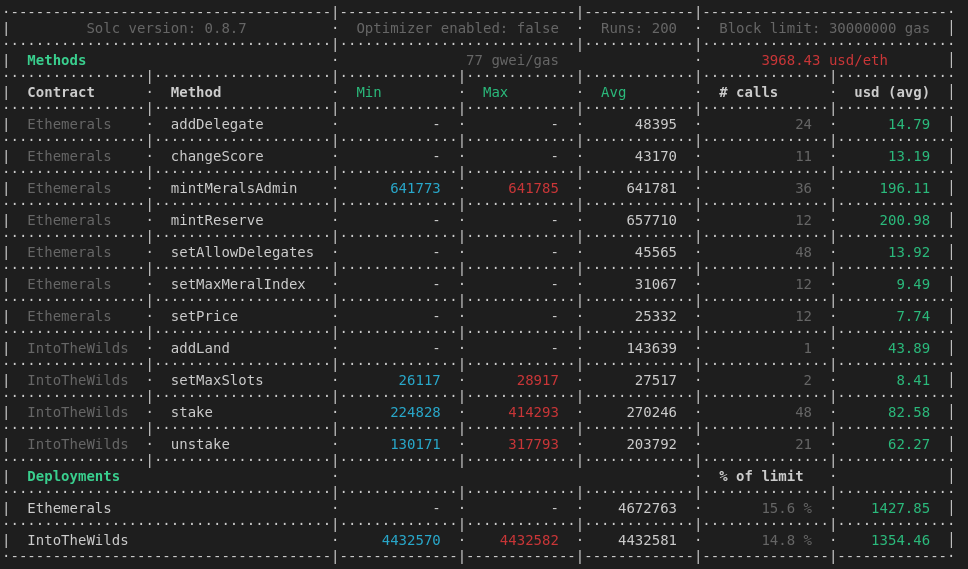 Solc version: 0.8.7 · Optimizer enabled: false · Runs: 200 · Block limit: 30000000 gas
Methods · 77 gwei/gas · 3968.43 usd/eth
Contract · Method · Min · Max · Avg · # calls · usd (avg)
Ethemerals · addDelegate · - · - · 48395 · 24 · 14.79
Ethemerals · changeScore · - · - · 43170 · 11 · 13.19
Ethemerals · mintMeralsAdmin · 641773 · 641785 · 641781 · 36 · 196.11
Ethemerals · mintReserve · - · - · 657710 · 12 · 200.98
Ethemerals · setAllowDelegates · - · - · 45565 · 48 · 13.92
Ethemerals · setMaxMeralIndex · - · - · 31067 · 12 · 9.49
Ethemerals · setPrice · - · - · 25332 · 12 · 7.74
IntoTheWilds · addLand · - · - · 143639 · 1 · 43.89
IntoTheWilds · setMaxSlots · 26117 · 28917 · 27517 · 2 · 8.41
IntoTheWilds · stake · 224828 · 414293 · 270246 · 48 · 82.58
IntoTheWilds · unstake · 130171 · 317793 · 203792 · 21 · 62.27
Deployments · · % of limit ·
Ethemerals · - · - · 4672763 · 15.6 % · 1427.85
IntoTheWilds · 4432570 · 4432582 · 4432581 · 14.8 % · 1354.46